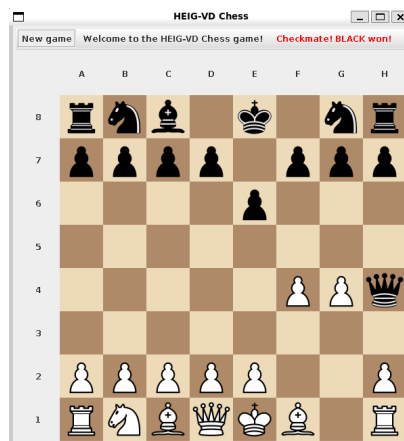 HEIG-VD Chess
New game Welcome to the HEIG-VD Chess game! Checkmate! BLACK won!
A B C D E F G H
8
7
6
5
4
3
2
1